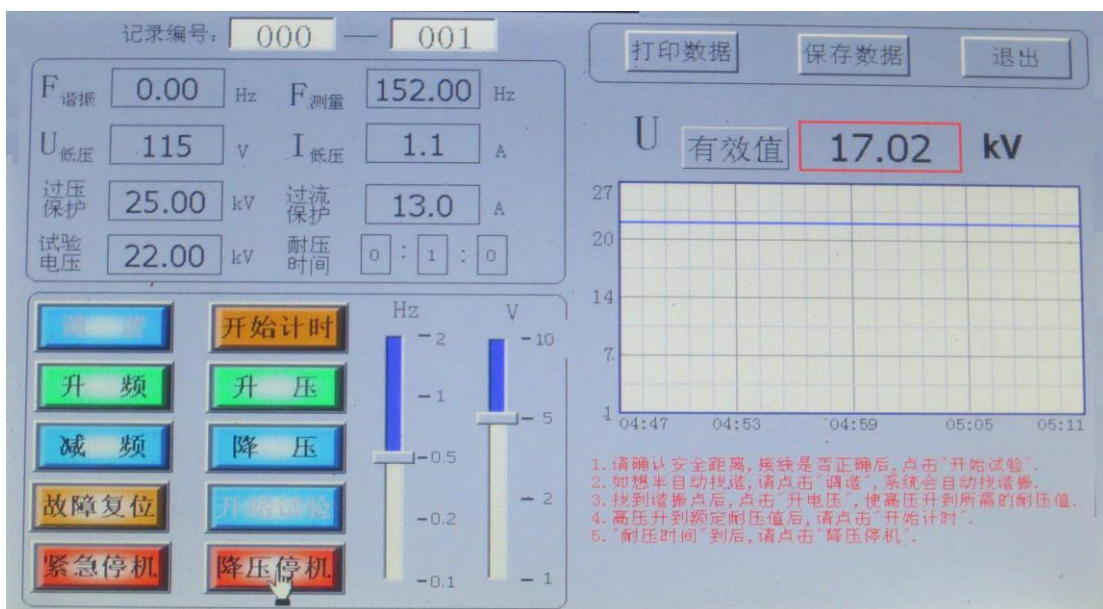 记录编号: 000 — 001
打印数据 保存数据 退出
F谐振 0.00 Hz F测量 152.00 Hz
U低压 115 V I低压 1.1 A
过压保护 25.00 kV 过流保护 13.0 A
试验电压 22.00 kV 耐压时间 0 : 1 : 0
U 有效值 17.02 kV
27
20
14
7
1
04:47 04:53 04:59 05:05 05:11
开始计时
升 频 升 压
减 频 降 压
故障复位 开始试验
紧急停机 降压停机
Hz V
2 10
1
5
0.5
2
0.2
0.1 1
1. 请确认安全距离,接线是否正确后,点击"开始试验".
2. 如想半自动找谐,请点击"调谐",系统会自动找谐振.
3. 找到谐振点后,点击"升电压",使高压升到所需的耐压值.
4. 高压升到额定耐压值后,请点击"开始计时".
5. "耐压时间"到后,请点击"降压停机".